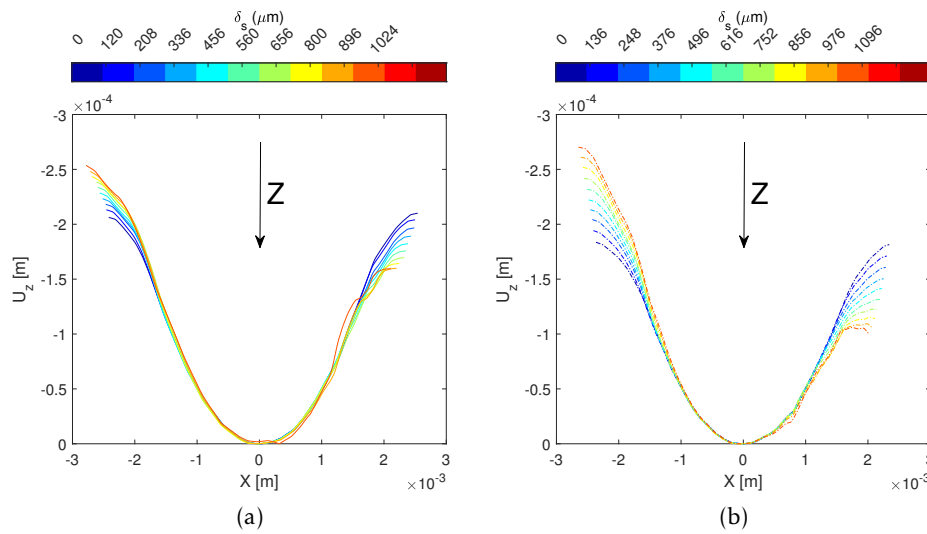 δs (μm)
0 120 208 336 456 560 656 800 896 1024
×10-4
-3
-2.5
-2
-1.5
-1
-0.5
0
Uz [m]
Z
-3 -2 -1 0 1 2 3
X [m]
×10-3
(a)
δs (μm)
0 136 248 376 496 616 752 856 976 1096
×10-4
-3
-2.5
-2
-1.5
-1
-0.5
0
Uz [m]
Z
-3 -2 -1 0 1 2 3
X [m]
×10-3
(b)